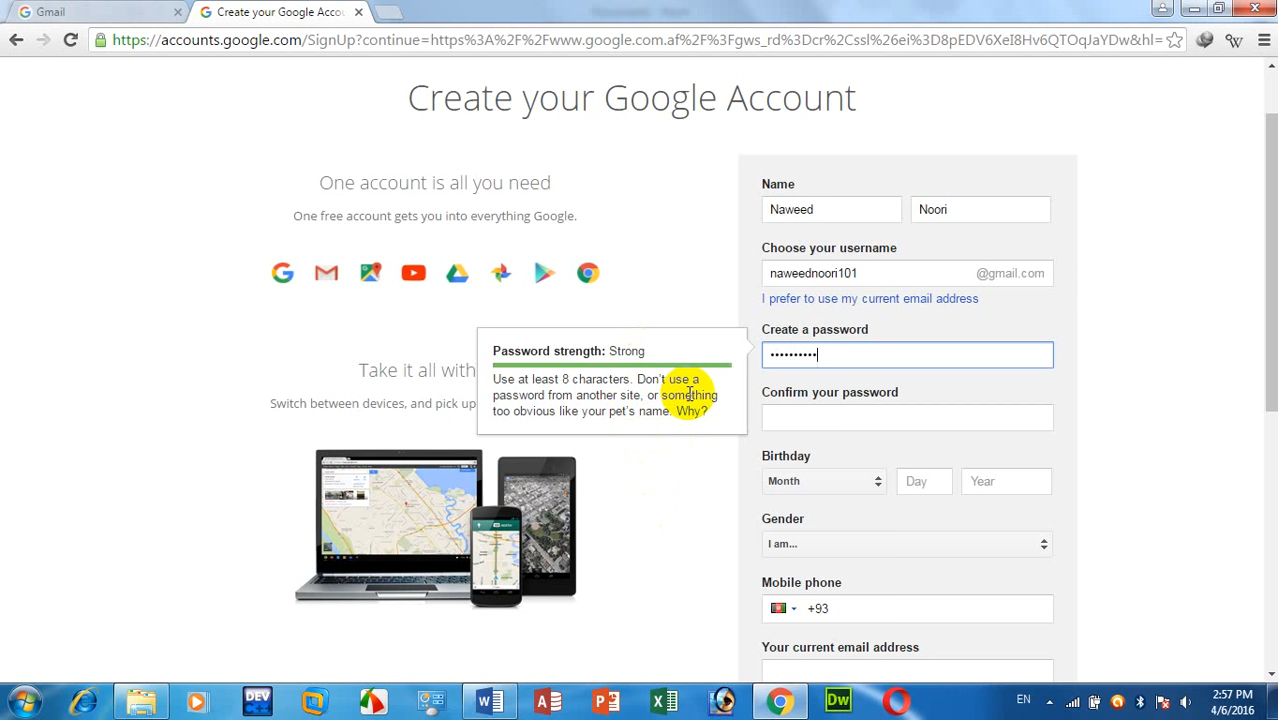 Gmail
Create your Google Accou
https://accounts.google.com/SignUp?continue=https%3A%2F%2Fwww.google.com.af%2F%3Fgws_rd%3Dcr%2Cssl%26ei%3D8pEDV6XeI8Hv6QTOqJaYDw&hl=
Create your Google Account
One account is all you need
One free account gets you into everything Google.
Name
Naweed Noori
Choose your username
naweednoori101 @gmail.com
I prefer to use my current email address
Create a password
••••••••••
Password strength: Strong
Use at least 8 characters. Don't use a
password from another site, or something
too obvious like your pet's name. Why?
Take it all with
Switch between devices, and pick up
Confirm your password
Birthday
Month Day Year
Gender
I am...
Mobile phone
+93
Your current email address
DEV
Dw
EN
2:57 PM
4/6/2016